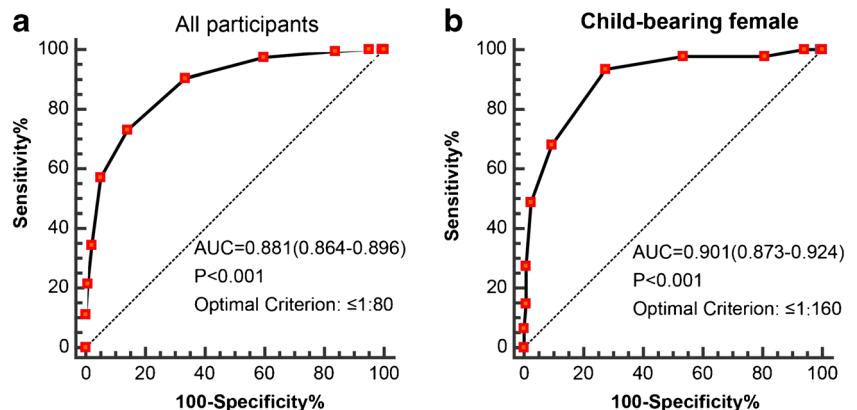 a
All participants
100
80
60
40
20
0
Sensitivity%
AUC=0.881(0.864-0.896)
P<0.001
Optimal Criterion: ≤1:80
0 20 40 60 80 100
100-Specificity%
b
Child-bearing female
100
80
60
40
20
0
Sensitivity%
AUC=0.901(0.873-0.924)
P<0.001
Optimal Criterion: ≤1:160
0 20 40 60 80 100
100-Specificity%